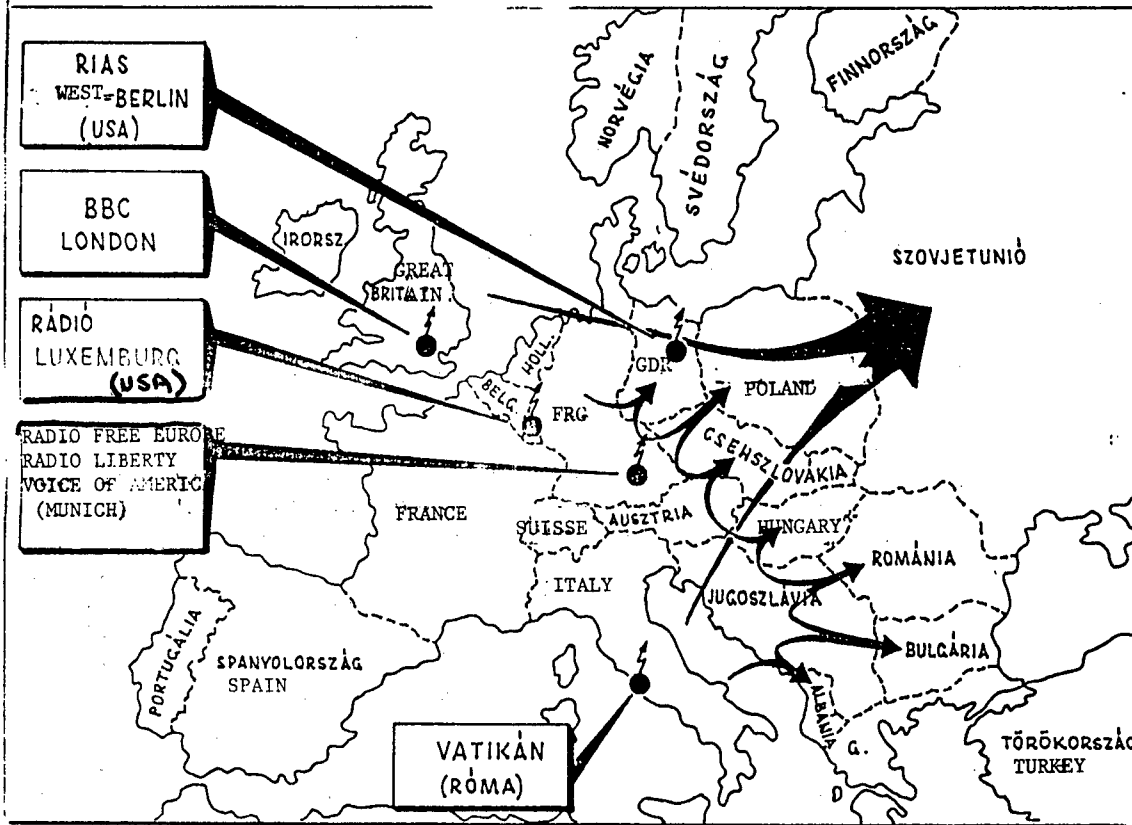 RIAS
WEST=BERLIN
(USA)
BBC
LONDON
RÁDIÓ
LUXEMBURG
(USA)
RADIO FREE EUROPE
RADIO LIBERTY
VOICE OF AMERIC
(MUNICH)
VATIKÁN
(RÓMA)
NORVÉGIA
SVÉDORSZÁG
FINNORSZÁG
SZOVJETUNIÓ
IRORSZ
GREAT
BRITAIN
HOLL.
BELG.
FRG
GDR
POLAND
CSEHSZLOVÁKIA
FRANCE
SUISSE
AUSZTRIA
HUNGARY
ITALY
JUGOSZLÁVIA
ROMÁNIA
BULGÁRIA
ALBÁNIA
G.
PORTUGÁLIA
SPANYOLORSZÁG
SPAIN
TÖRÖKORSZÁG
TURKEY